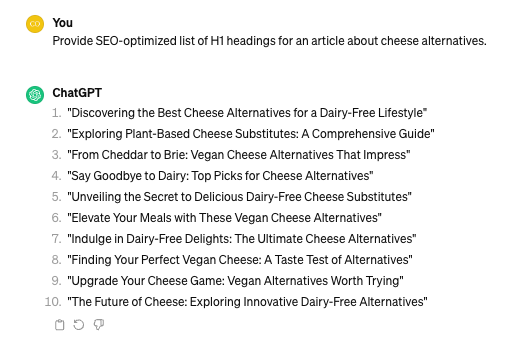 CO You
Provide SEO-optimized list of H1 headings for an article about cheese alternatives.
ChatGPT
1. "Discovering the Best Cheese Alternatives for a Dairy-Free Lifestyle"
2. "Exploring Plant-Based Cheese Substitutes: A Comprehensive Guide"
3. "From Cheddar to Brie: Vegan Cheese Alternatives That Impress"
4. "Say Goodbye to Dairy: Top Picks for Cheese Alternatives"
5. "Unveiling the Secret to Delicious Dairy-Free Cheese Substitutes"
6. "Elevate Your Meals with These Vegan Cheese Alternatives"
7. "Indulge in Dairy-Free Delights: The Ultimate Cheese Alternatives"
8. "Finding Your Perfect Vegan Cheese: A Taste Test of Alternatives"
9. "Upgrade Your Cheese Game: Vegan Alternatives Worth Trying"
10. "The Future of Cheese: Exploring Innovative Dairy-Free Alternatives"